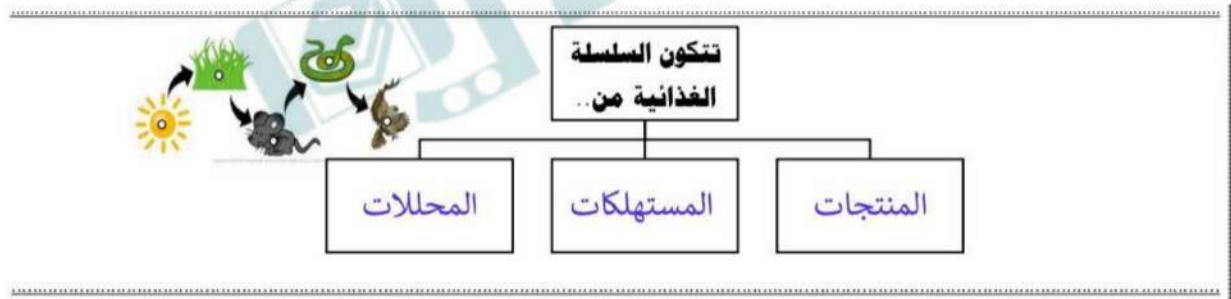 تتكون السلسلة
الغذائية من..
المنتجات
المستهلكات
المحللات